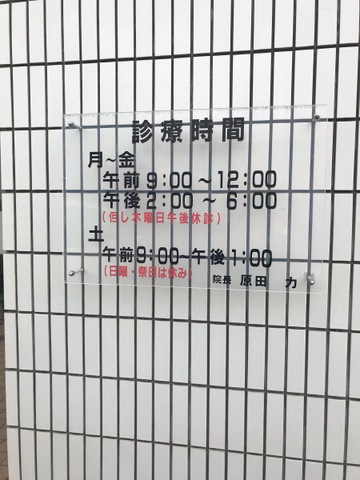 診療時間
月~金
午前 9:00～12:00
午後 2:00～ 6:00
(但し木曜日午後休診)
土
午前9:00～午後1:00
(日曜・祭日は休み)
院長 原田 力